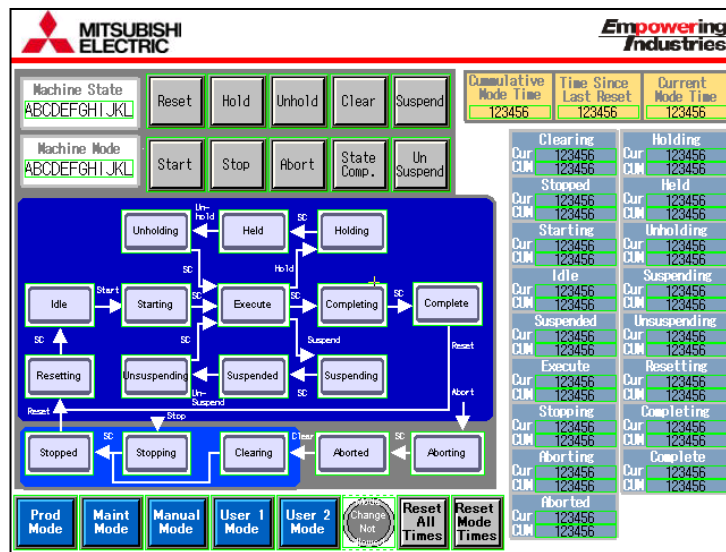 MITSUBISHI
ELECTRIC
Empowering
Industries
Machine State
ABCDEFGHIJKL
Reset
Hold
Unhold
Clear
Suspend
Machine Mode
ABCDEFGHIJKL
Start
Stop
Abort
State
Comp.
Un
Suspend
Cummulative
Mode Time
123456
Time Since
Last Reset
123456
Current
Mode Time
123456
Unholding
Un-
hold
Held
SC
Holding
SC
Hold
Idle
Start
Starting
SC
Execute
SC
Completing
SC
Complete
SC
SC
Suspend
Reset
Resetting
Unsuspending
Un-
Suspend
Suspended
SC
Suspending
Reset
Stop
Abort
Stopped
SC
Stopping
Clearing
Clear
Aborted
SC
Aborting
Clearing
Cur 123456
CUM 123456
Holding
Cur 123456
CUM 123456
Stopped
Cur 123456
CUM 123456
Held
Cur 123456
CUM 123456
Starting
Cur 123456
CUM 123456
Unholding
Cur 123456
CUM 123456
Idle
Cur 123456
CUM 123456
Suspending
Cur 123456
CUM 123456
Suspended
Cur 123456
CUM 123456
Unsuspending
Cur 123456
CUM 123456
Execute
Cur 123456
CUM 123456
Resetting
Cur 123456
CUM 123456
Stopping
Cur 123456
CUM 123456
Completing
Cur 123456
CUM 123456
Aborting
Cur 123456
CUM 123456
Complete
Cur 123456
CUM 123456
Aborted
Cur 123456
CUM 123456
Prod
Mode
Maint
Mode
Manual
Mode
User 1
Mode
User 2
Mode
Mode
Change
Not
Reset
All
Times
Reset
Mode
Times